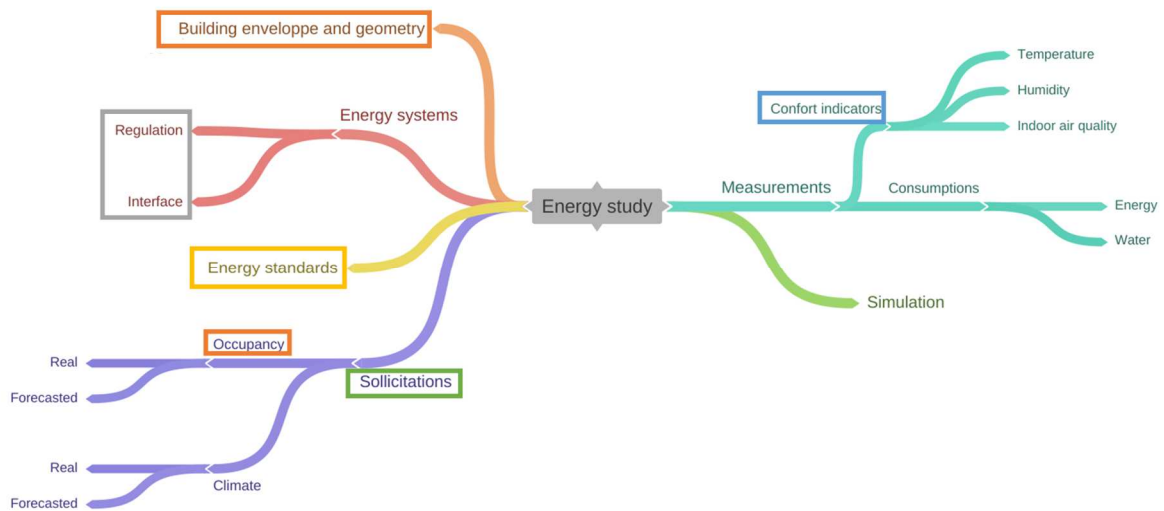 Building enveloppe and geometry
Energy systems
Regulation
Interface
Energy standards
Occupancy
Real
Forecasted
Sollicitations
Real
Forecasted
Climate
Energy study
Measurements
Confort indicators
Temperature
Humidity
Indoor air quality
Consumptions
Energy
Water
Simulation